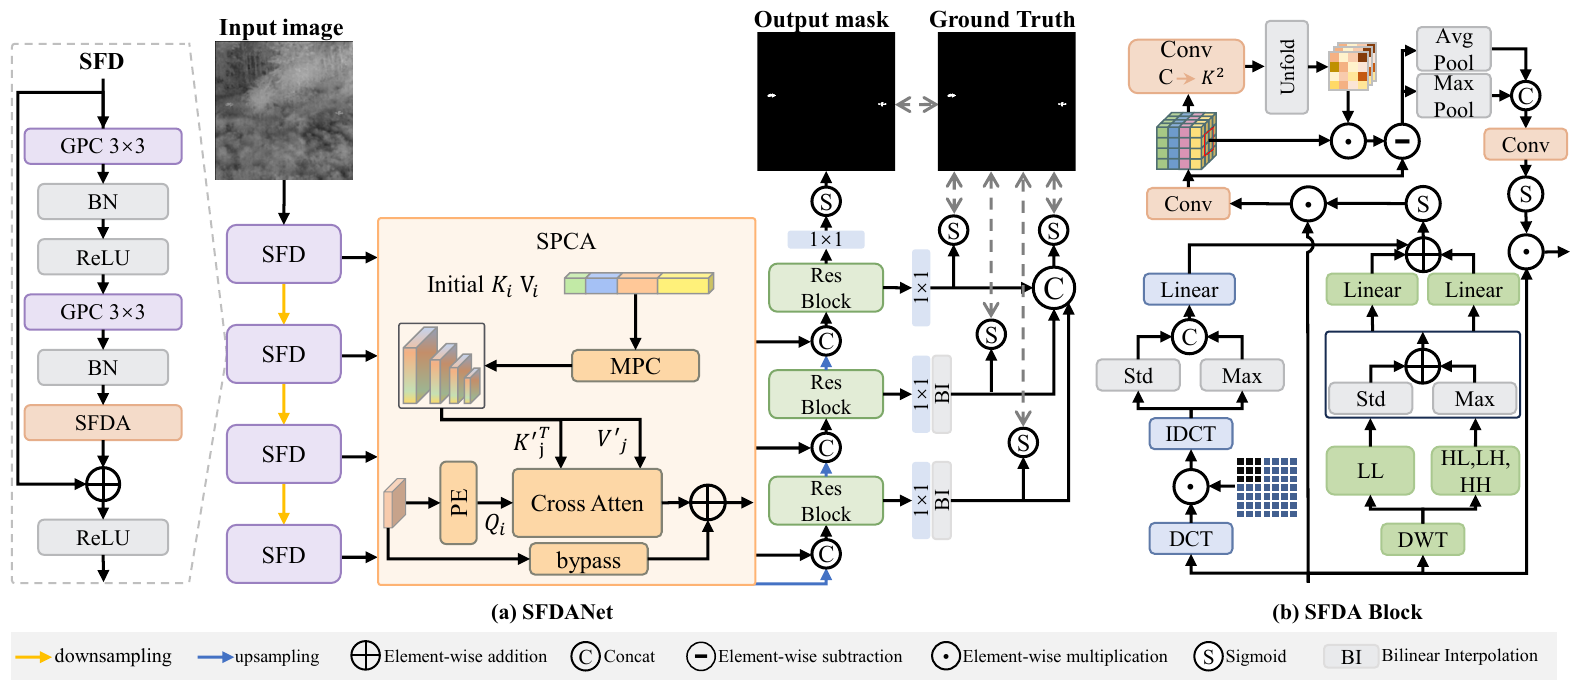 Input image
Output mask
Ground Truth
SFD
GPC 3×3
BN
ReLU
GPC 3×3
BN
SFDA
ReLU
SFD
SFD
SFD
SFD
SPCA
Initial K_i V_i
MPC
K'^T_j
V'_j
PE
Q_i
Cross Atten
bypass
S
1×1
Res
Block
C
Res
Block
C
Res
Block
C
1×1
1×1
BI
1×1
BI
S
S
S
S
C
(a) SFDANet
Conv
C → K²
Unfold
Avg
Pool
Max
Pool
C
Conv
S
Conv
S
Linear
C
Std
Max
IDCT
DCT
Linear
Linear
Std
Max
LL
HL,LH,
HH
DWT
(b) SFDA Block
downsampling
upsampling
Element-wise addition
C Concat
Element-wise subtraction
Element-wise multiplication
S Sigmoid
BI Bilinear Interpolation